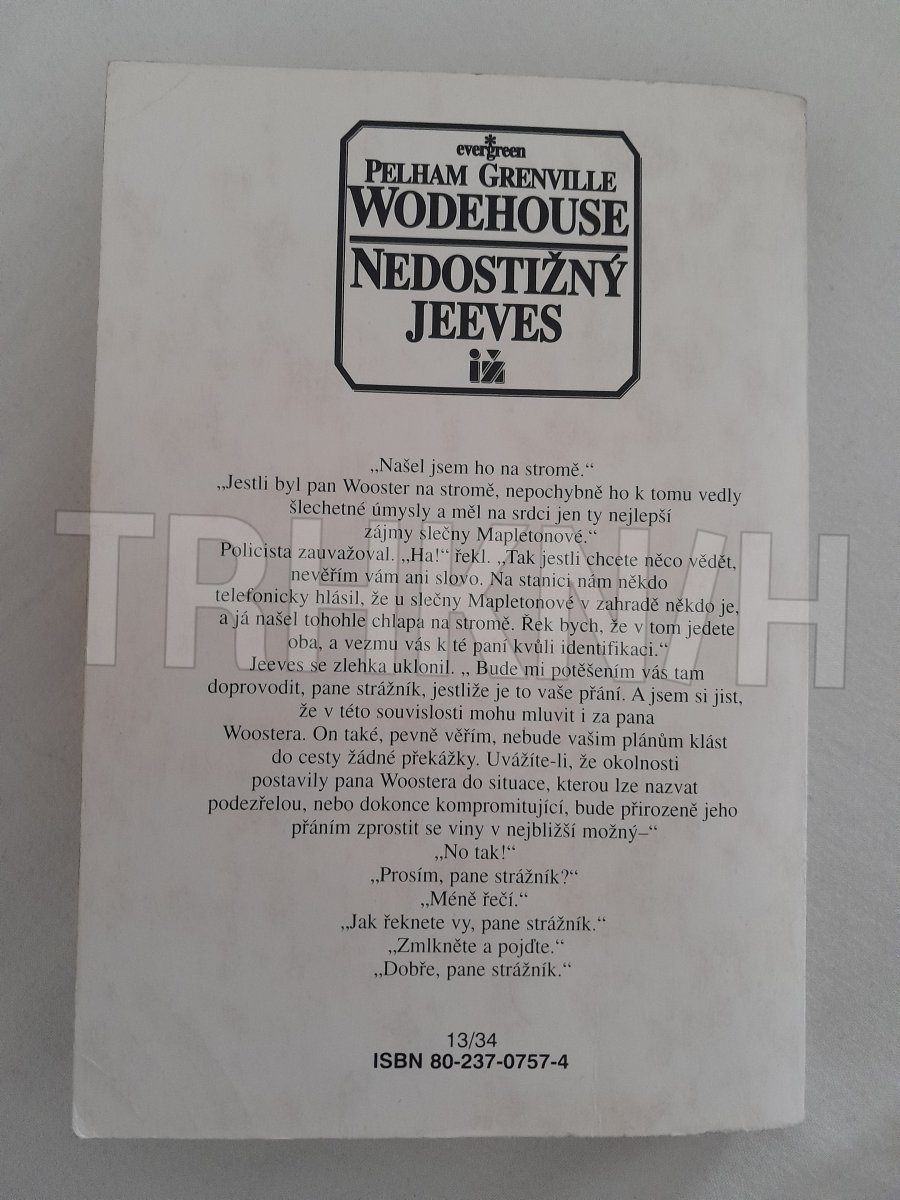 evergreen
PELHAM GRENVILLE
WODEHOUSE
NEDOSTIŽNÝ
JEEVES
iž
„Našel jsem ho na stromě.“
„Jestli byl pan Wooster na stromě, nepochybně ho k tomu vedly
šlechetné úmysly a měl na srdci jen ty nejlepší
zájmy slečny Mapletonové.“
Policista zauvažoval. „Ha!“ řekl. „Tak jestli chcete něco vědět,
nevěřím vám ani slovo. Na stanici nám někdo
telefonicky hlásil, že u slečny Mapletonové v zahradě někdo je,
a já našel tohohle chlapa na stromě. Řek bych, že v tom jedete
oba, a vezmu vás k té paní kvůli identifikaci.“
Jeeves se zlehka uklonil. „ Bude mi potěšením vás tam
doprovodit, pane strážník, jestliže je to vaše přání. A jsem si jist,
že v této souvislosti mohu mluvit i za pana
Woostera. On také, pevně věřím, nebude vašim plánům klást
do cesty žádné překážky. Uvážíte-li, že okolnosti
postavily pana Woostera do situace, kterou lze nazvat
podezřelou, nebo dokonce kompromitující, bude přirozeně jeho
přáním zprostit se viny v nejbližší možný–“
„No tak!“
„Prosím, pane strážník?“
„Méně řečí.“
„Jak řeknete vy, pane strážník.“
„Zmlkněte a pojďte.“
„Dobře, pane strážník.“
13/34
ISBN 80-237-0757-4
TRHKNVH